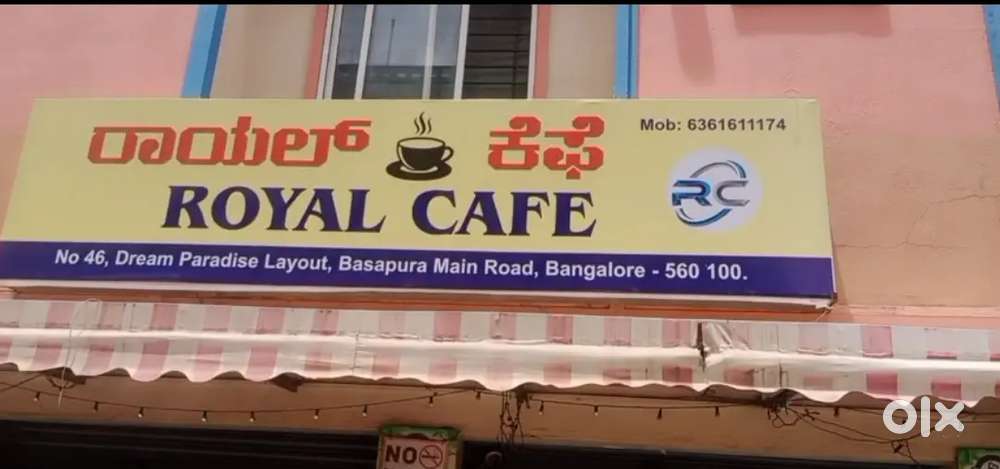 ರಾಯಲ್ ಕೆಫೆ
Mob: 6361611174
ROYAL CAFE
RC
No 46, Dream Paradise Layout, Basapura Main Road, Bangalore - 560 100.
NO
olx